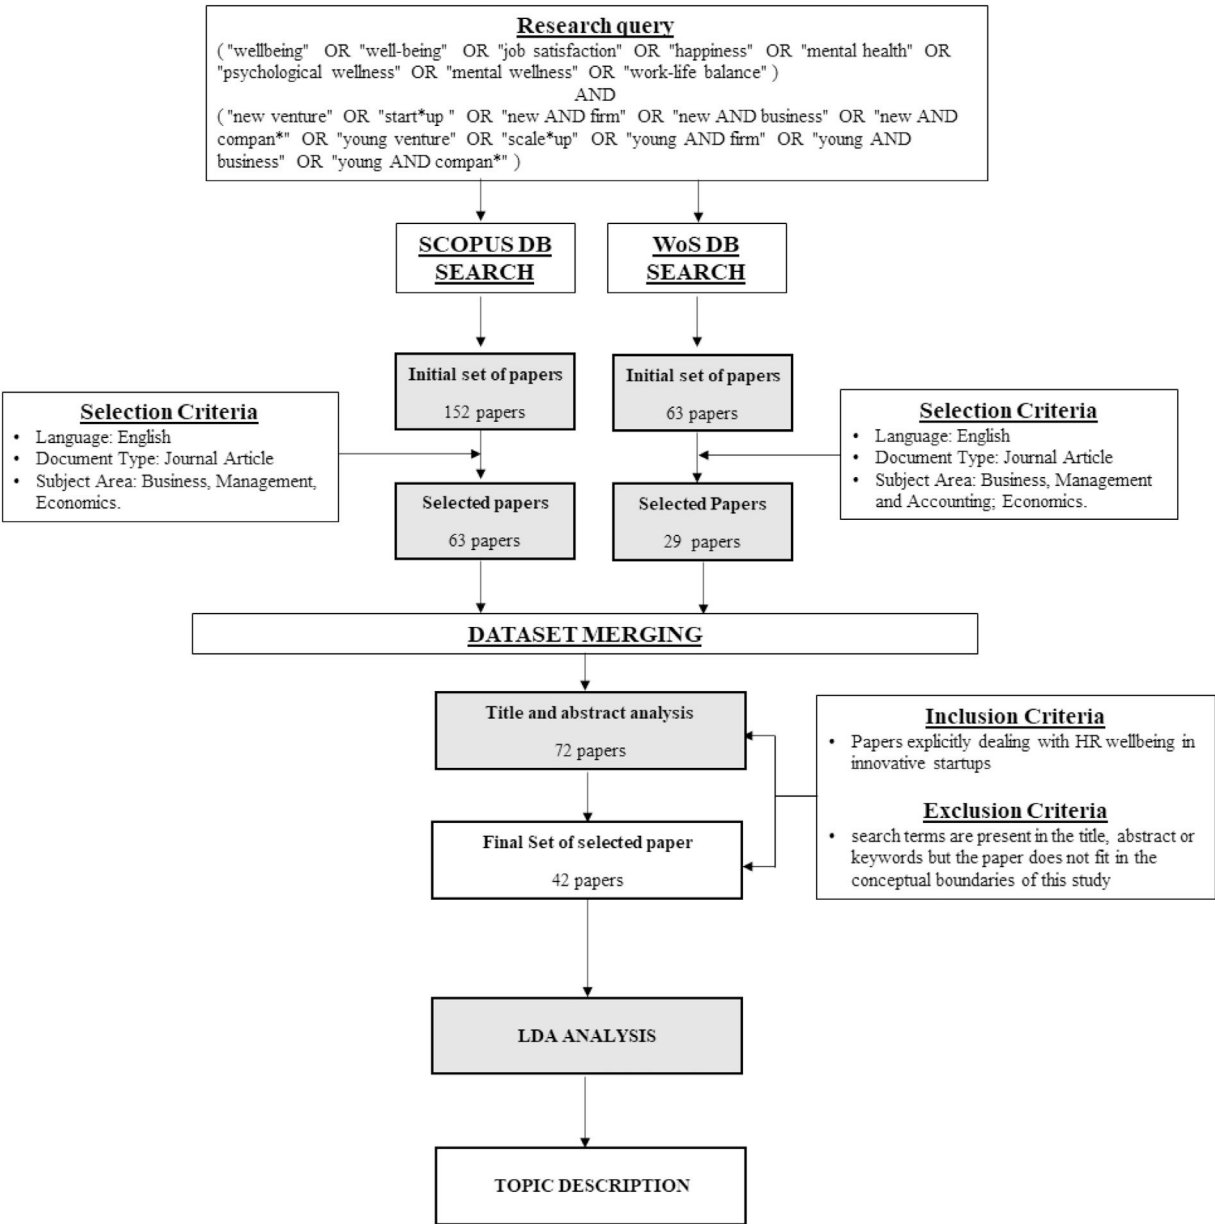 Research query
( "wellbeing" OR "well-being" OR "job satisfaction" OR "happiness" OR "mental health" OR
"psychological wellness" OR "mental wellness" OR "work-life balance" )
AND
( "new venture" OR "start*up " OR "new AND firm" OR "new AND business" OR "new AND
compan*" OR "young venture" OR "scale*up" OR "young AND firm" OR "young AND
business" OR "young AND compan*" )
SCOPUS DB
SEARCH
WoS DB
SEARCH
Initial set of papers
152 papers
Initial set of papers
63 papers
Selection Criteria
• Language: English
• Document Type: Journal Article
• Subject Area: Business, Management,
Economics.
Selection Criteria
• Language: English
• Document Type: Journal Article
• Subject Area: Business, Management
and Accounting; Economics.
Selected papers
63 papers
Selected Papers
29 papers
DATASET MERGING
Title and abstract analysis
72 papers
Inclusion Criteria
• Papers explicitly dealing with HR wellbeing in
innovative startups
Exclusion Criteria
• search terms are present in the title, abstract or
keywords but the paper does not fit in the
conceptual boundaries of this study
Final Set of selected paper
42 papers
LDA ANALYSIS
TOPIC DESCRIPTION